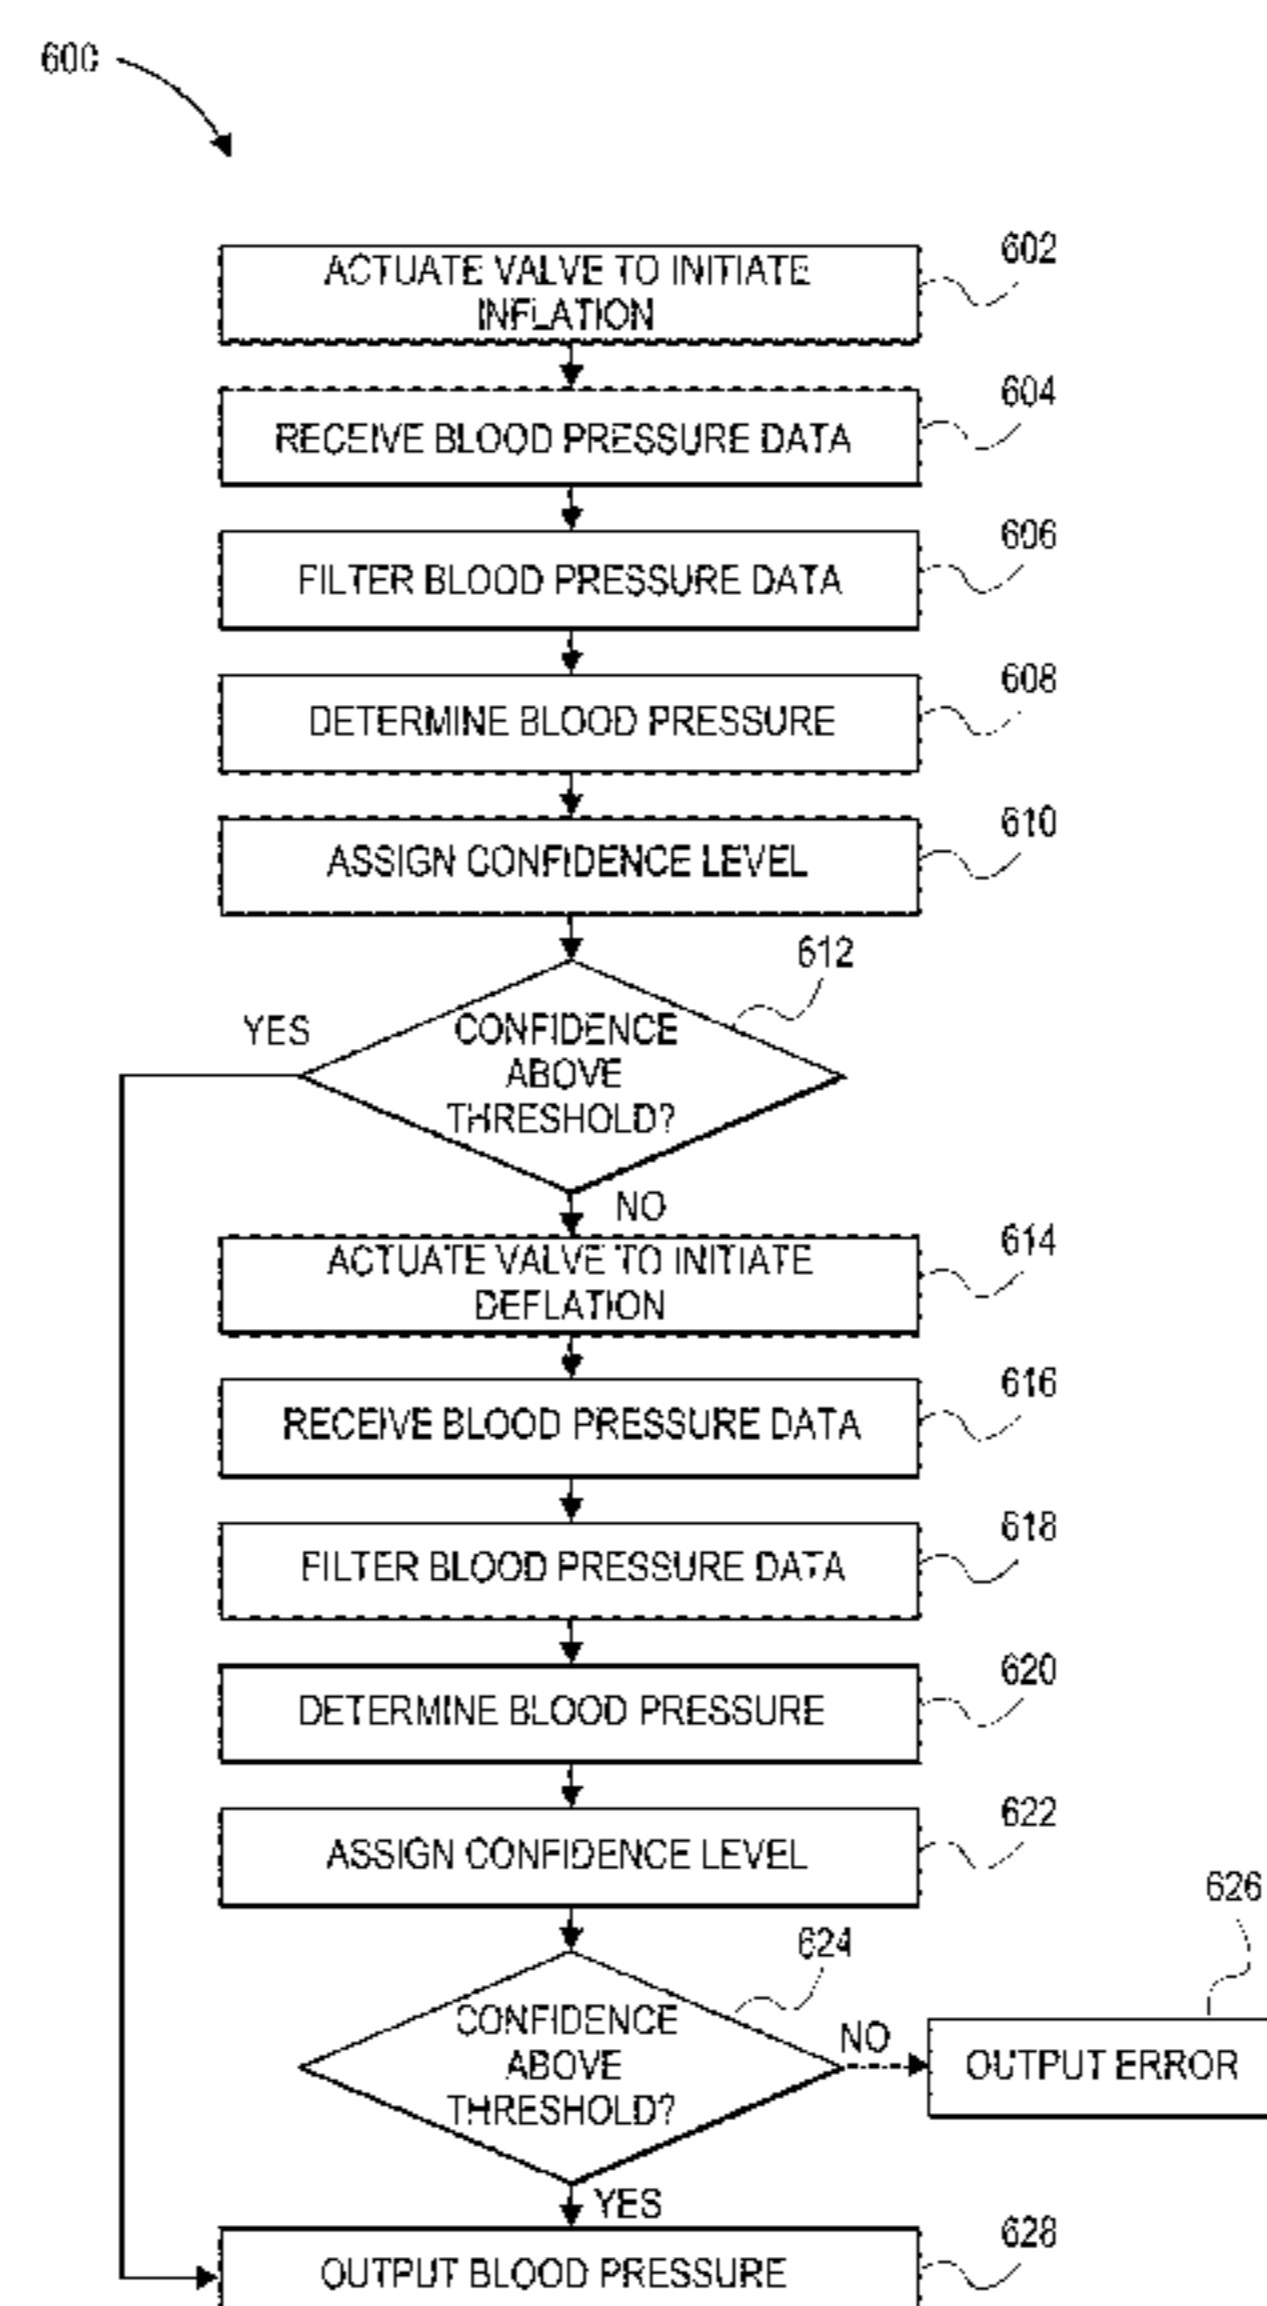 600
602
ACTUATE VALVE TO INITIATE
INFLATION
604
RECEIVE BLOOD PRESSURE DATA
606
FILTER BLOOD PRESSURE DATA
608
DETERMINE BLOOD PRESSURE
610
ASSIGN CONFIDENCE LEVEL
612
YES
CONFIDENCE
ABOVE
THRESHOLD?
NO
614
ACTUATE VALVE TO INITIATE
DEFLATION
616
RECEIVE BLOOD PRESSURE DATA
618
FILTER BLOOD PRESSURE DATA
620
DETERMINE BLOOD PRESSURE
622
ASSIGN CONFIDENCE LEVEL
624
626
CONFIDENCE
ABOVE
THRESHOLD?
NO
OUTPUT ERROR
YES
628
OUTPUT BLOOD PRESSURE